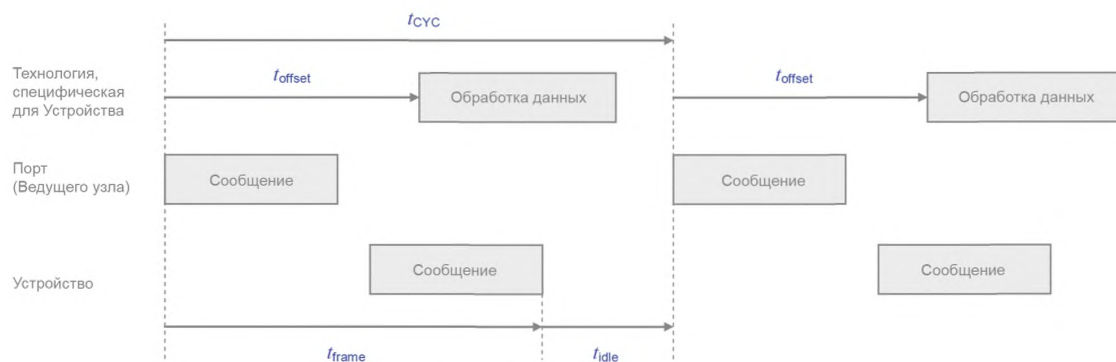 tCYC
Технология,
специфическая
для Устройства
toffset
Обработка данных
toffset
Обработка данных
Порт
(Ведущего узла)
Сообщение
Сообщение
Устройство
Сообщение
Сообщение
tframe
tidle